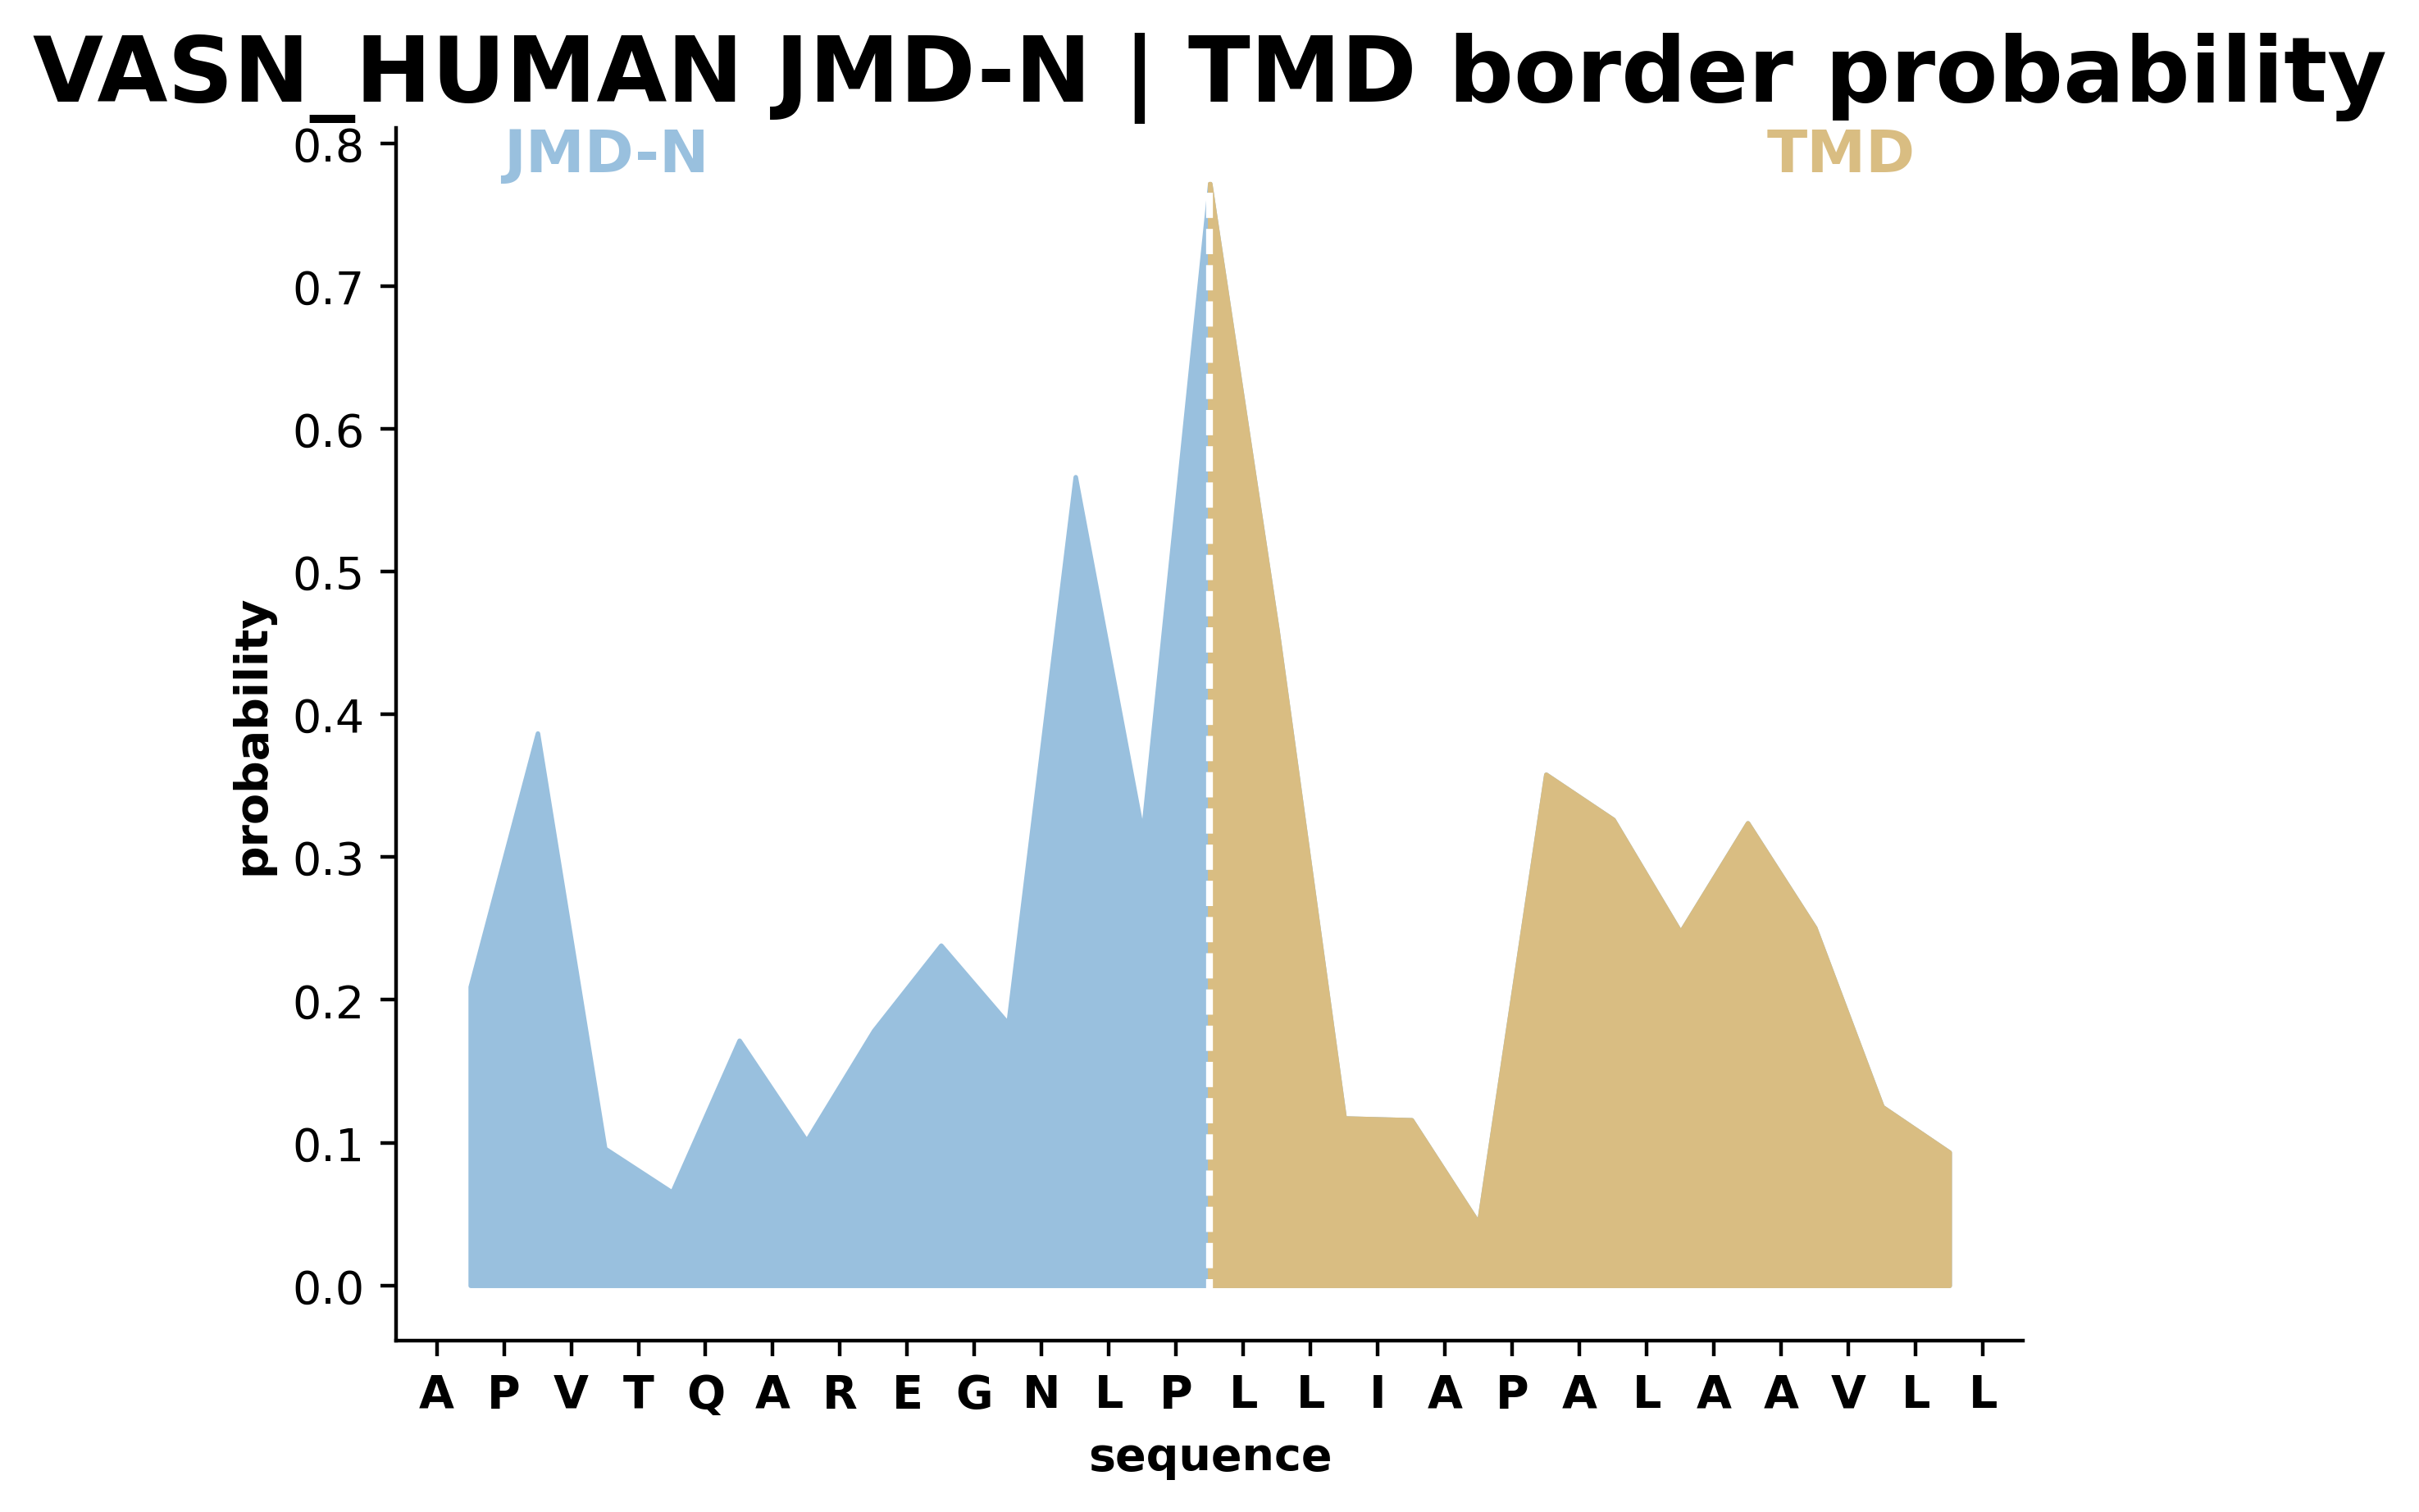 VASN_HUMAN JMD-N | TMD border probability
JMD-N TMD
0.8
0.7
0.6
0.5
0.4
0.3
0.2
0.1
0.0
probability
A P V T Q A R E G N L P L L I A P A L A A V L L
sequence